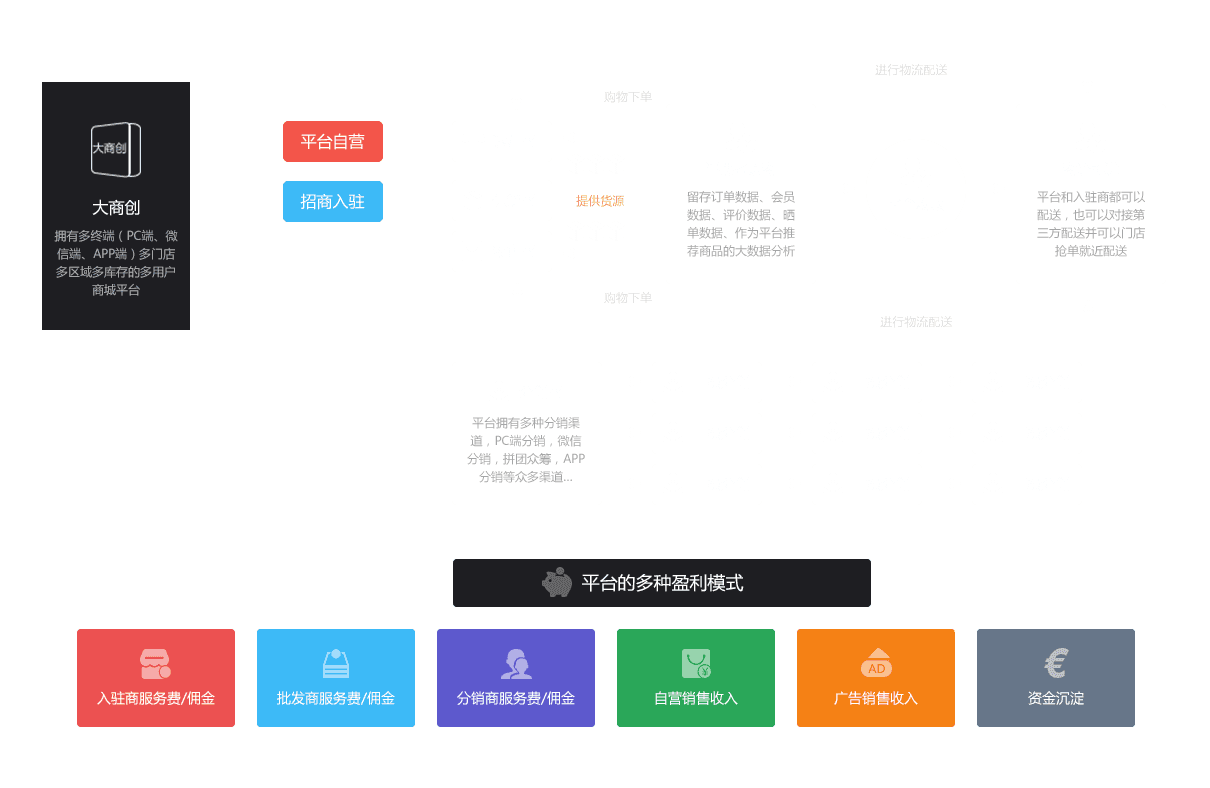 进行物流配送
购物下单
大商创
大商创
拥有多终端（PC端、微
信端、APP端）多门店
多区域多库存的多用户
商城平台
平台自营
招商入驻
提供货源
留存订单数据、会员
数据、评价数据、晒
单数据、作为平台推
荐商品的大数据分析
平台和入驻商都可以
配送，也可以对接第
三方配送并可以门店
抢单就近配送
购物下单
进行物流配送
平台拥有多种分销渠
道，PC端分销，微信
分销，拼团众筹，APP
分销等众多渠道...
平台的多种盈利模式
入驻商服务费/佣金
批发商服务费/佣金
分销商服务费/佣金
¥
自营销售收入
AD
广告销售收入
€
资金沉淀